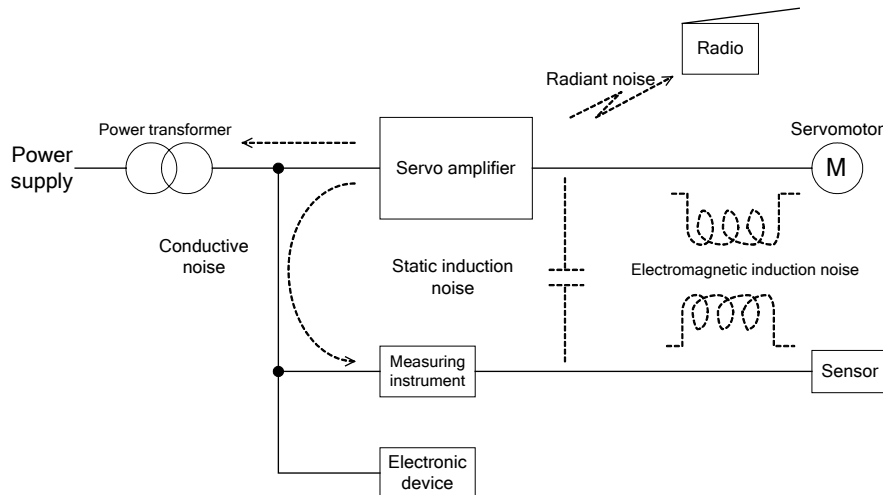 Radio
Radiant noise
Power transformer
Servomotor
Power
supply
Servo amplifier
M
Conductive
noise
Static induction
noise
Electromagnetic induction noise
Measuring
instrument
Sensor
Electronic
device